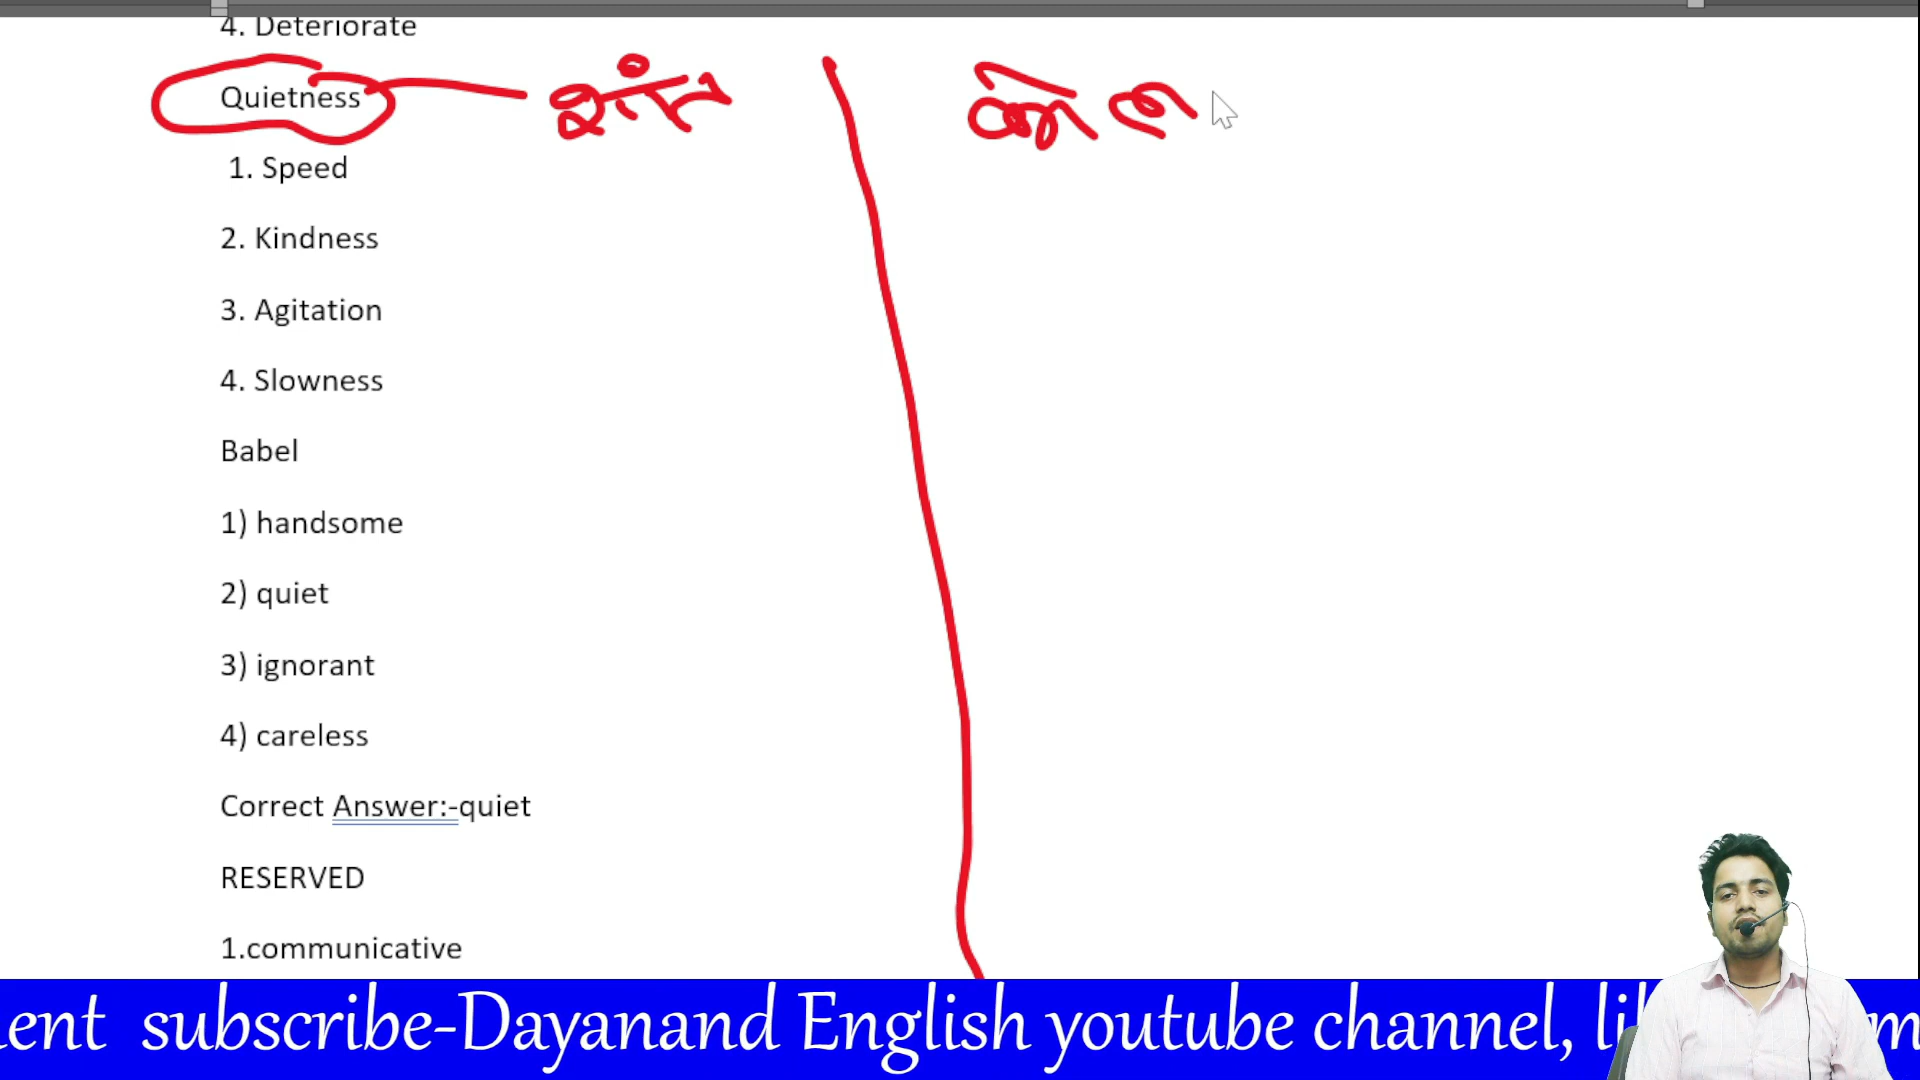 4. Deteriorate
Quietness शांत
1. Speed
2. Kindness
3. Agitation
4. Slowness
Babel
1) handsome
2) quiet
3) ignorant
4) careless
Correct Answer:-quiet
RESERVED
1.communicative
ent subscribe-Dayanand English youtube channel,